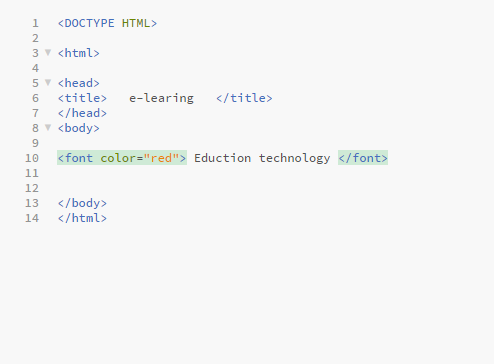 1 <DOCTYPE HTML>
2
3 <html>
4
5 <head>
6 <title>   e-learing   </title>
7 </head>
8 <body>
9
10 <font color="red"> Eduction technology </font>
11
12
13 </body>
14 </html>